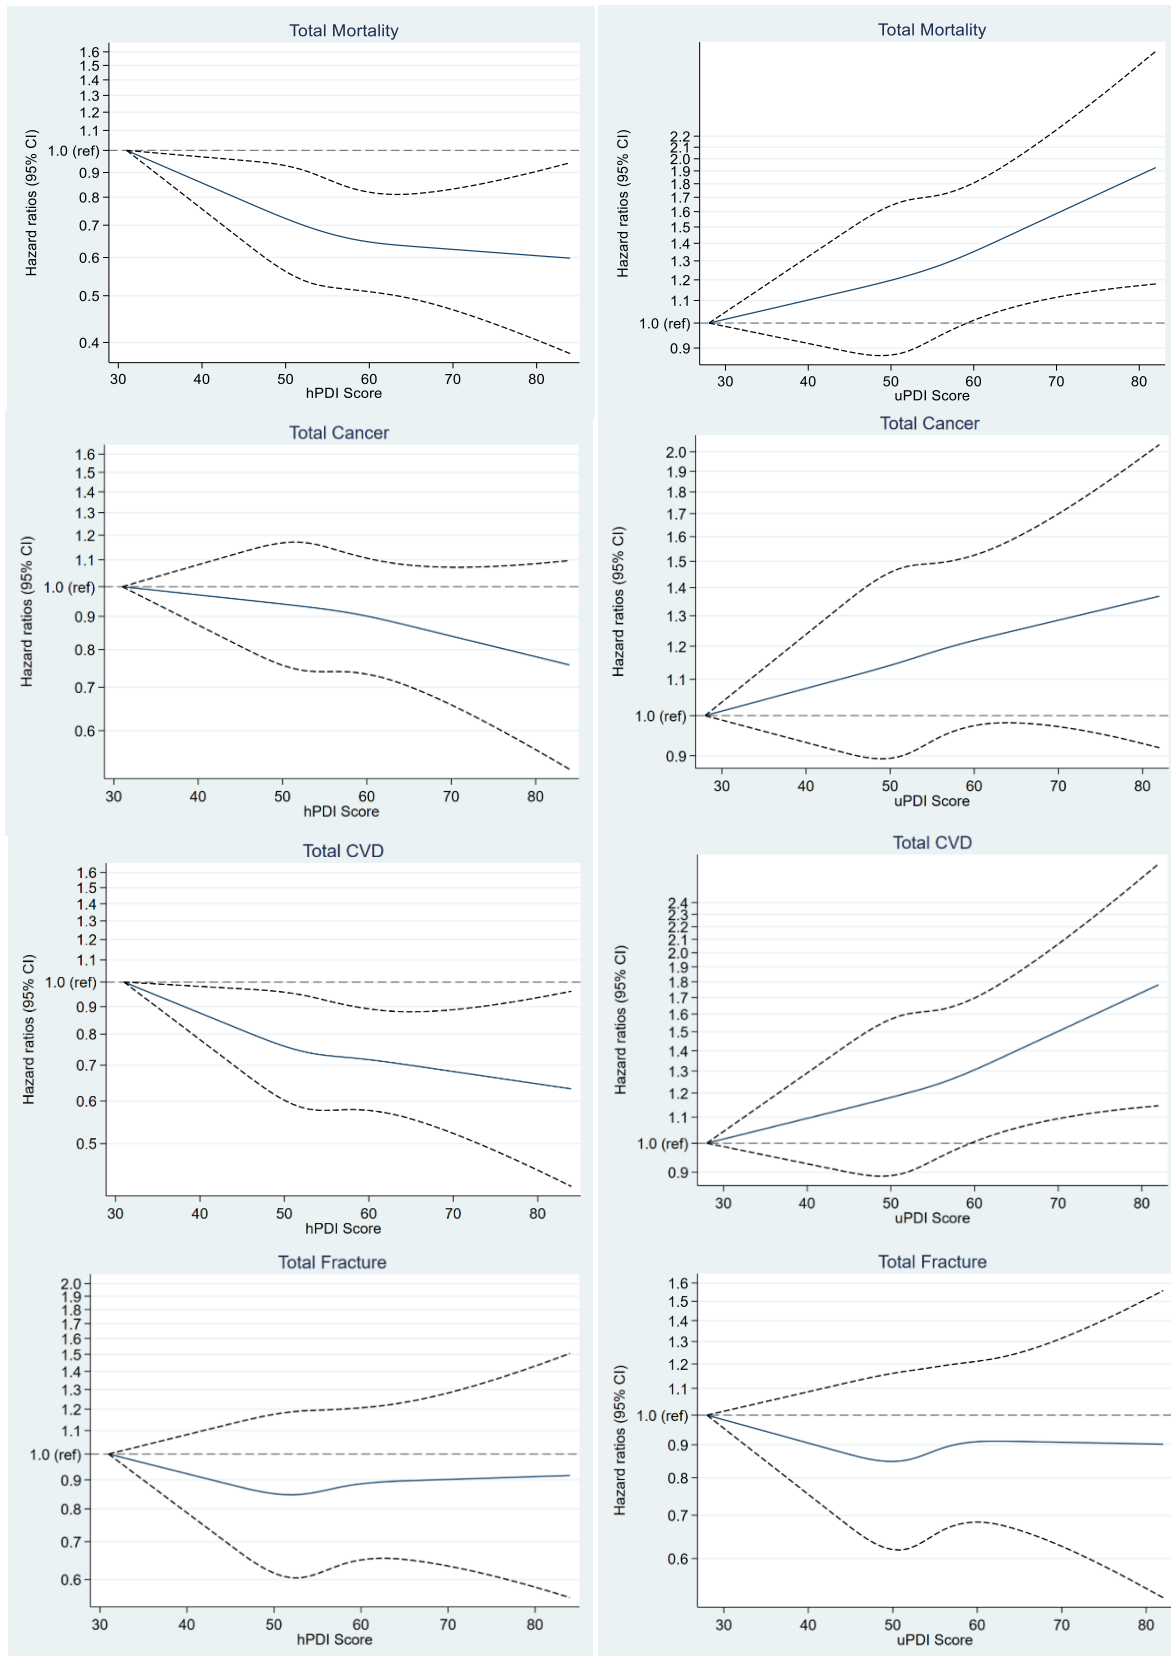 Total Mortality
Hazard ratios (95% CI)
1.6
1.5
1.4
1.3
1.2
1.1
1.0 (ref)
0.9
0.8
0.7
0.6
0.5
0.4
30 40 50 60 70 80
hPDI Score
Total Mortality
Hazard ratios (95% CI)
2.2
2.1
2.0
1.9
1.8
1.7
1.6
1.5
1.4
1.3
1.2
1.1
1.0 (ref)
0.9
30 40 50 60 70 80
uPDI Score
Total Cancer
Hazard ratios (95% CI)
1.6
1.5
1.4
1.3
1.2
1.1
1.0 (ref)
0.9
0.8
0.7
0.6
30 40 50 60 70 80
hPDI Score
Total Cancer
Hazard ratios (95% CI)
2.0
1.9
1.8
1.7
1.6
1.5
1.4
1.3
1.2
1.1
1.0 (ref)
0.9
30 40 50 60 70 80
uPDI Score
Total CVD
Hazard ratios (95% CI)
1.6
1.5
1.4
1.3
1.2
1.1
1.0 (ref)
0.9
0.8
0.7
0.6
0.5
30 40 50 60 70 80
hPDI Score
Total CVD
Hazard ratios (95% CI)
2.4
2.3
2.2
2.1
2.0
1.9
1.8
1.7
1.6
1.5
1.4
1.3
1.2
1.1
1.0 (ref)
0.9
30 40 50 60 70 80
uPDI Score
Total Fracture
Hazard ratios (95% CI)
2.0
1.9
1.8
1.7
1.6
1.5
1.4
1.3
1.2
1.1
1.0 (ref)
0.9
0.8
0.7
0.6
30 40 50 60 70 80
hPDI Score
Total Fracture
Hazard ratios (95% CI)
1.6
1.5
1.4
1.3
1.2
1.1
1.0 (ref)
0.9
0.8
0.7
0.6
30 40 50 60 70 80
uPDI Score